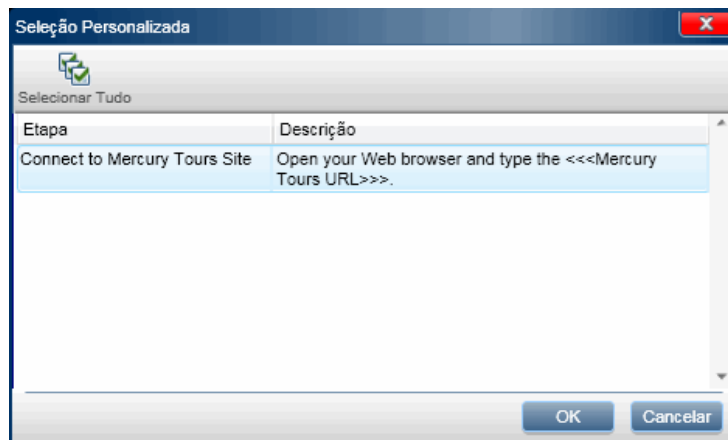 Seleção Personalizada
Selecionar Tudo
Etapa Descrição
Connect to Mercury Tours Site Open your Web browser and type the <<<Mercury
Tours URL>>>.
OK Cancelar